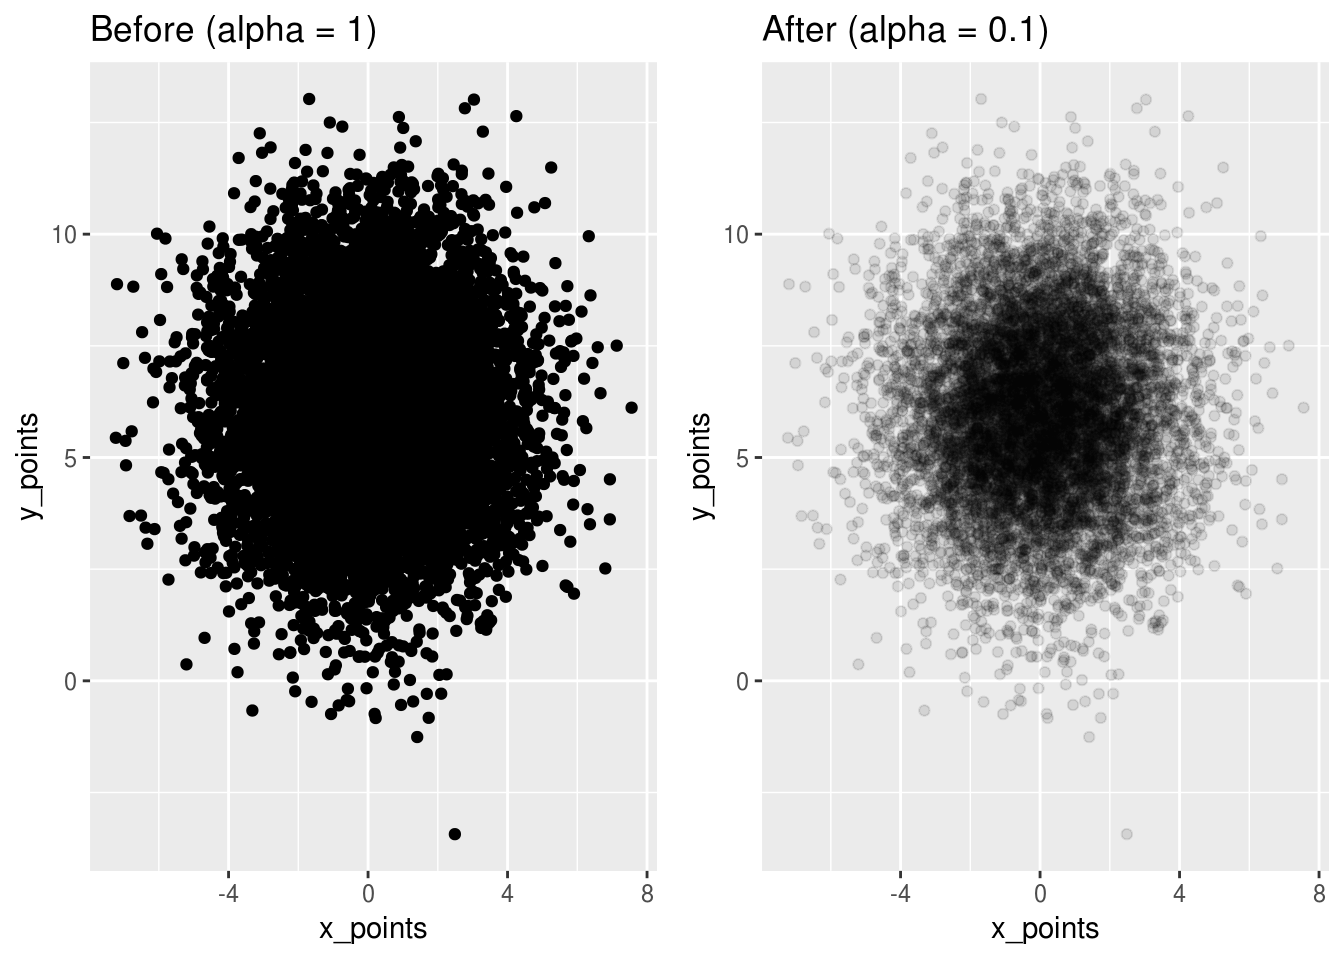 Before (alpha = 1)
10
5
0
y_points
-4 0 4 8
x_points
After (alpha = 0.1)
10
5
0
y_points
-4 0 4 8
x_points